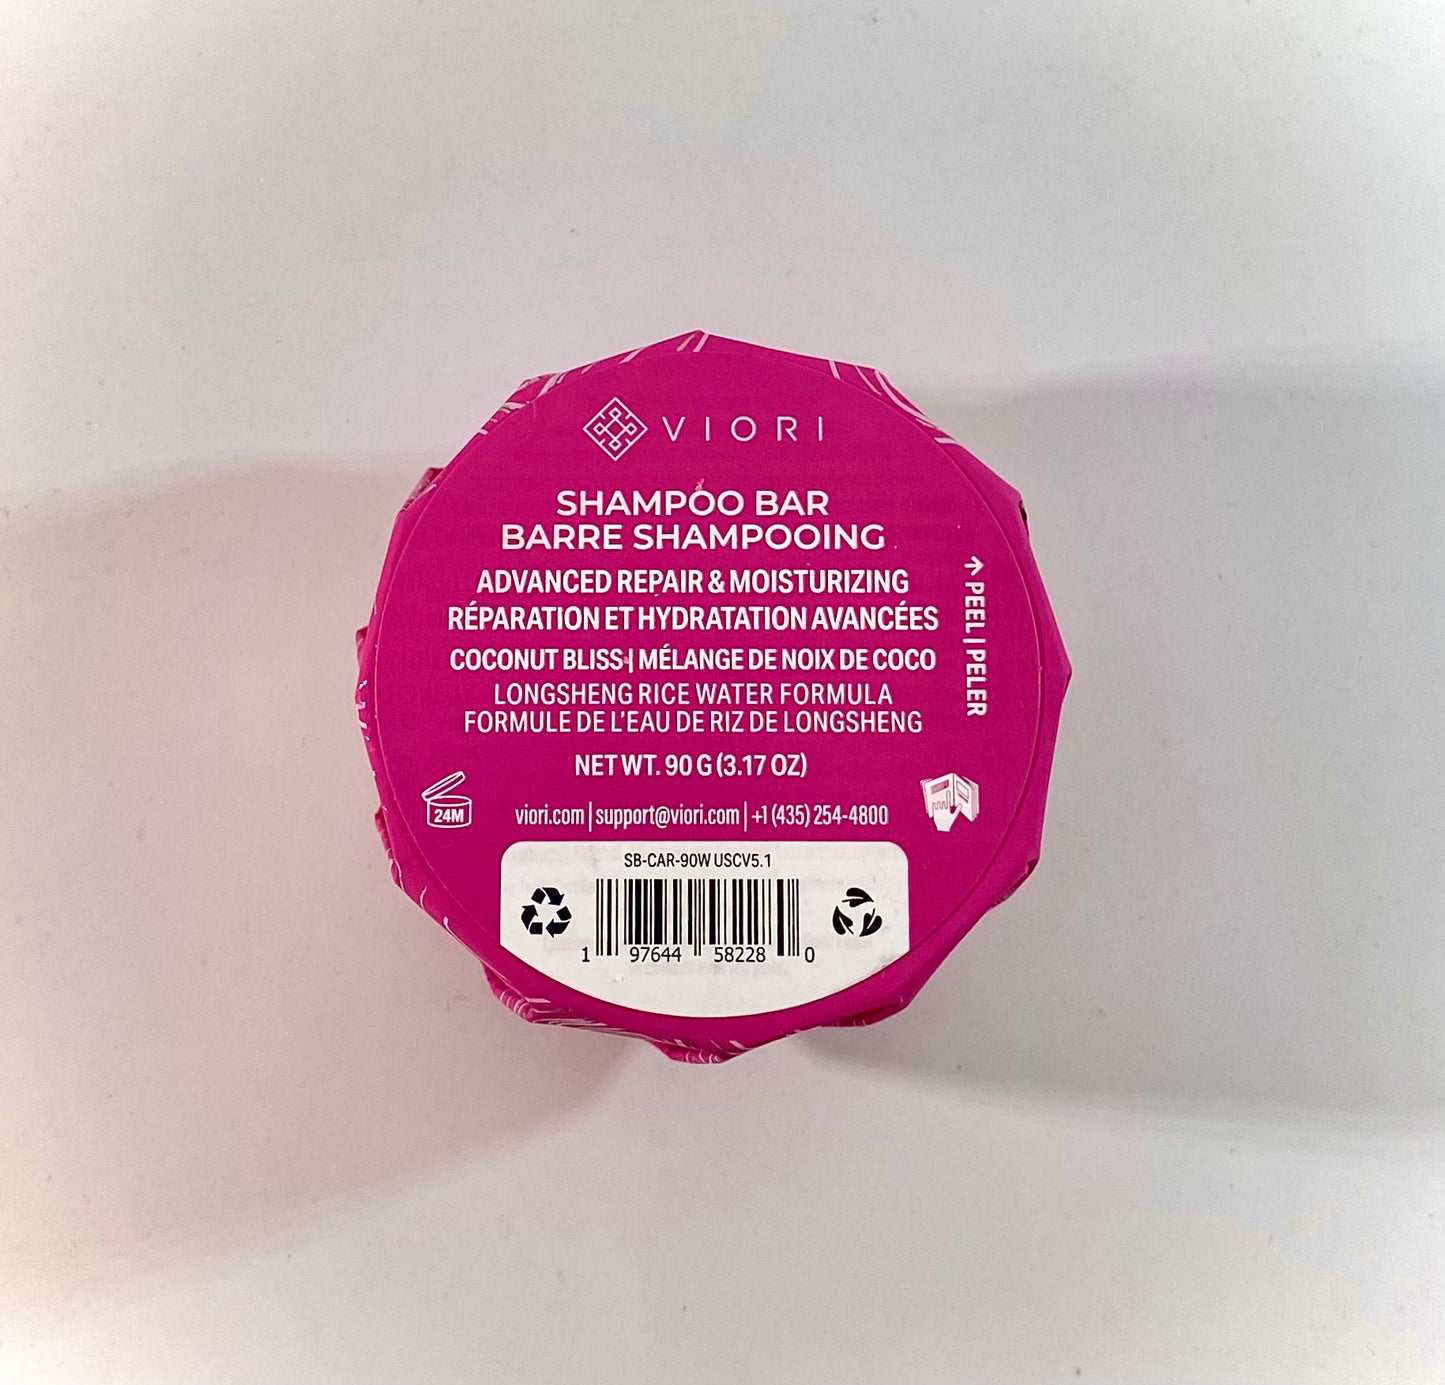 VIORI
SHAMPOO BAR
BARRE SHAMPOOING
ADVANCED REPAIR & MOISTURIZING
RÉPARATION ET HYDRATATION AVANCÉES
COCONUT BLISS | MÉLANGE DE NOIX DE COCO
LONGSHENG RICE WATER FORMULA
FORMULE DE L'EAU DE RIZ DE LONGSHENG
NET WT. 90 G (3.17 OZ)
↑ PEEL | PELER
24M
viori.com | support@viori.com | +1 (435) 254-4800
SB-CAR-90W USCV5.1
1 97644 58228 0